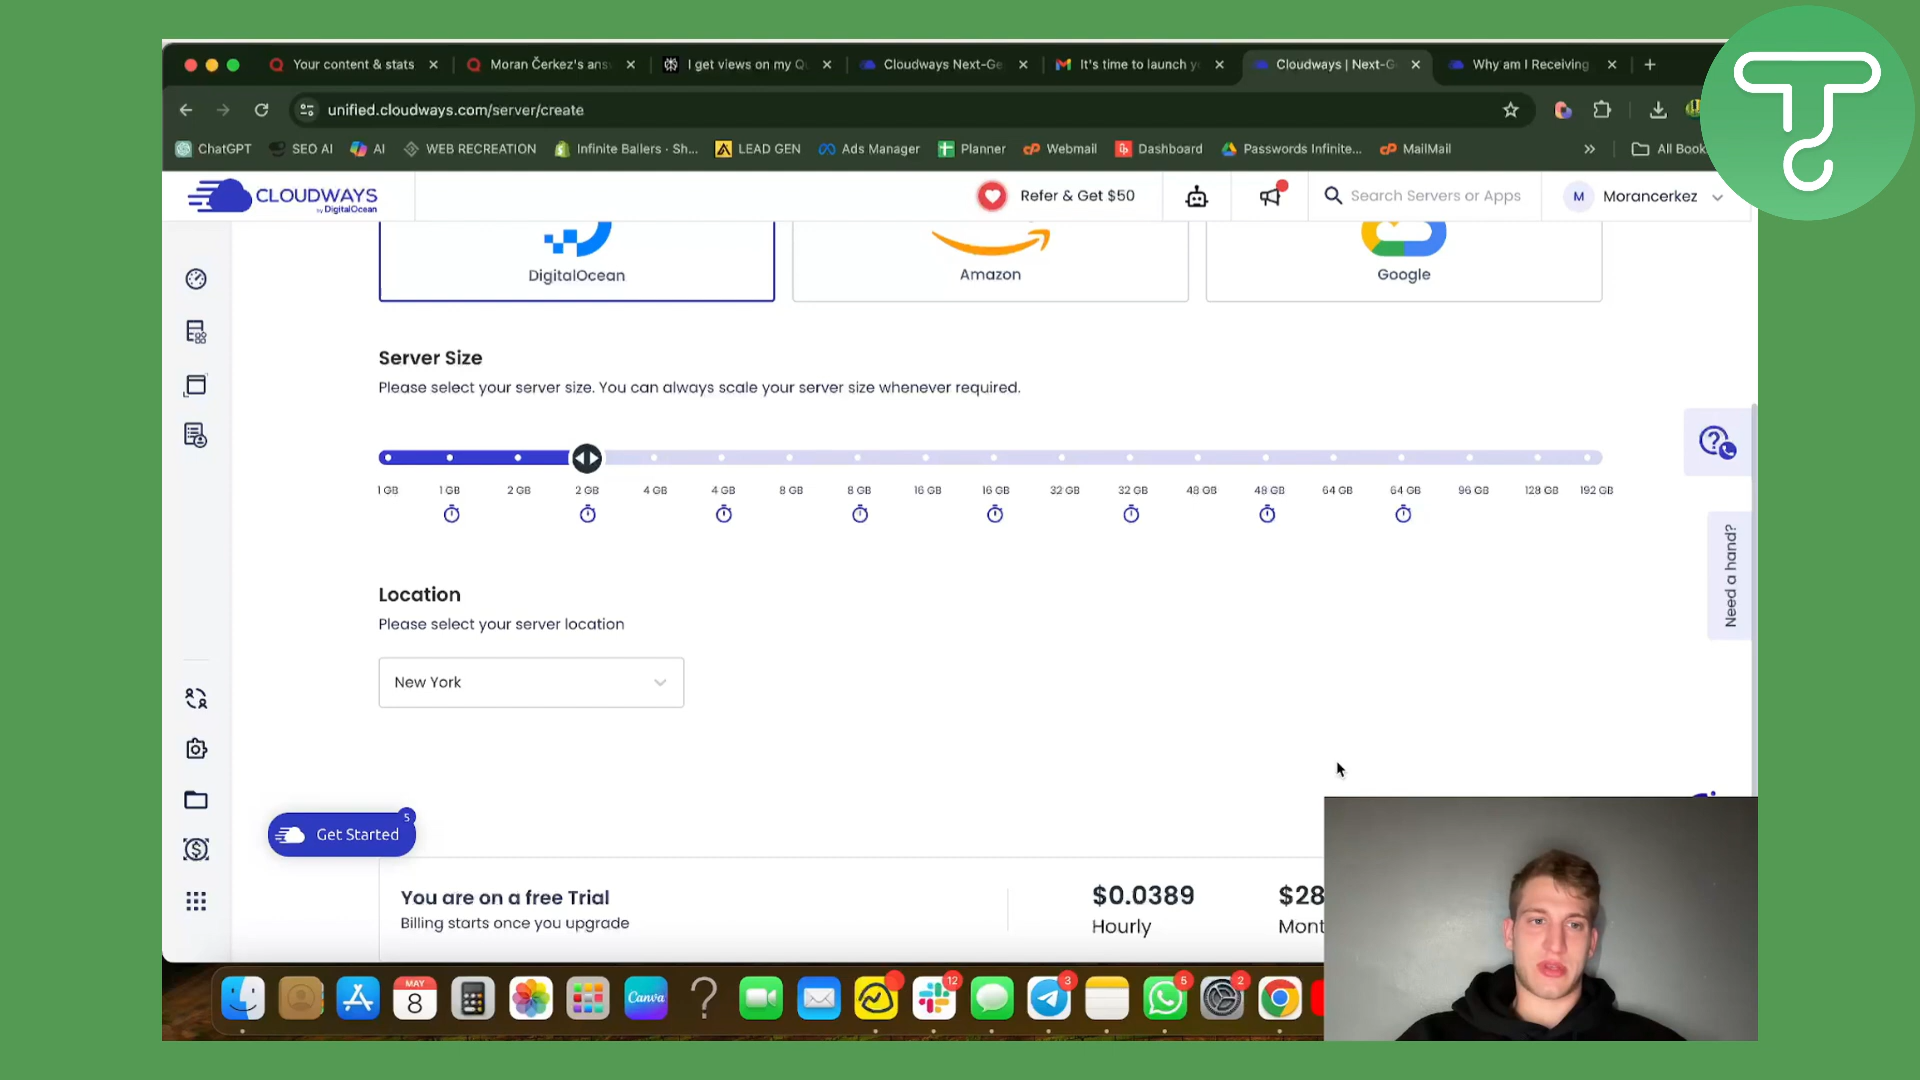 Your content & stats
Moran Čerkez's ans
I get views on my Q
Cloudways Next-Ge
It's time to launch y
Cloudways | Next-G
Why am I Receiving
unified.cloudways.com/server/create
ChatGPT
SEO AI
AI
WEB RECREATION
Infinite Ballers · Sh...
LEAD GEN
Ads Manager
Planner
Webmail
Dashboard
Passwords Infinite...
MailMail
All Book
CLOUDWAYS
by DigitalOcean
Refer & Get $50
Search Servers or Apps
M
Morancerkez
DigitalOcean
Amazon
Google
Server Size
Please select your server size. You can always scale your server size whenever required.
1 GB 1 GB 2 GB 2 GB 4 GB 4 GB 8 GB 8 GB 16 GB 16 GB 32 GB 32 GB 48 GB 48 GB 64 GB 64 GB 96 GB 128 GB 192 GB
Need a hand?
Location
Please select your server location
New York
Get Started
5
You are on a free Trial
Billing starts once you upgrade
$0.0389
Hourly
$28
Mont
MAY
8
Canva
12
3
5
2